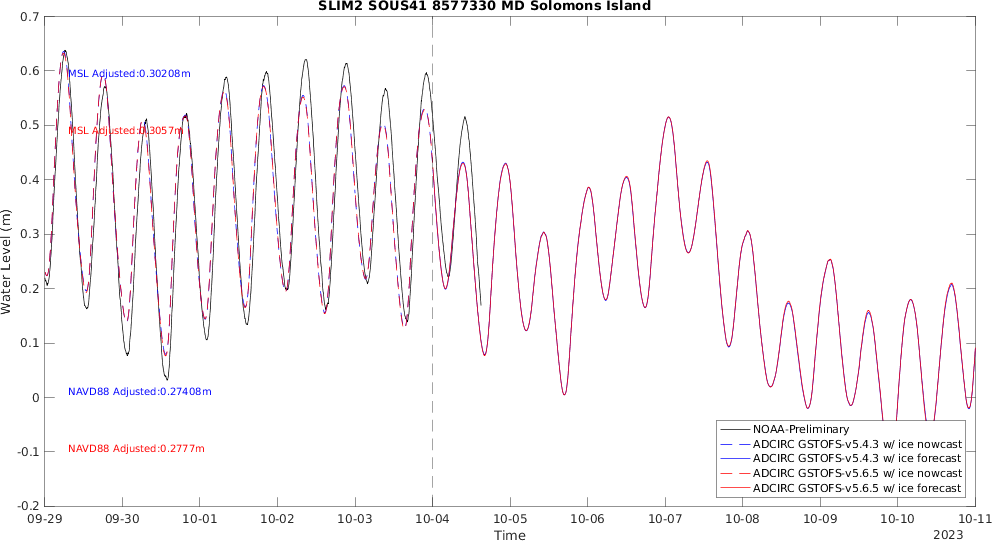 SLIM2 SOUS41 8577330 MD Solomons Island
0.7
0.6
0.5
0.4
0.3
0.2
0.1
0
-0.1
-0.2
Water Level (m)
MSL Adjusted:0.30208m
MSL Adjusted:0.3057m
NAVD88 Adjusted:0.27408m
NAVD88 Adjusted:0.2777m
NOAA-Preliminary
ADCIRC GSTOFS-v5.4.3 w/ ice nowcast
ADCIRC GSTOFS-v5.4.3 w/ ice forecast
ADCIRC GSTOFS-v5.6.5 w/ ice nowcast
ADCIRC GSTOFS-v5.6.5 w/ ice forecast
09-29 09-30 10-01 10-02 10-03 10-04 10-05 10-06 10-07 10-08 10-09 10-10 10-11
Time
2023